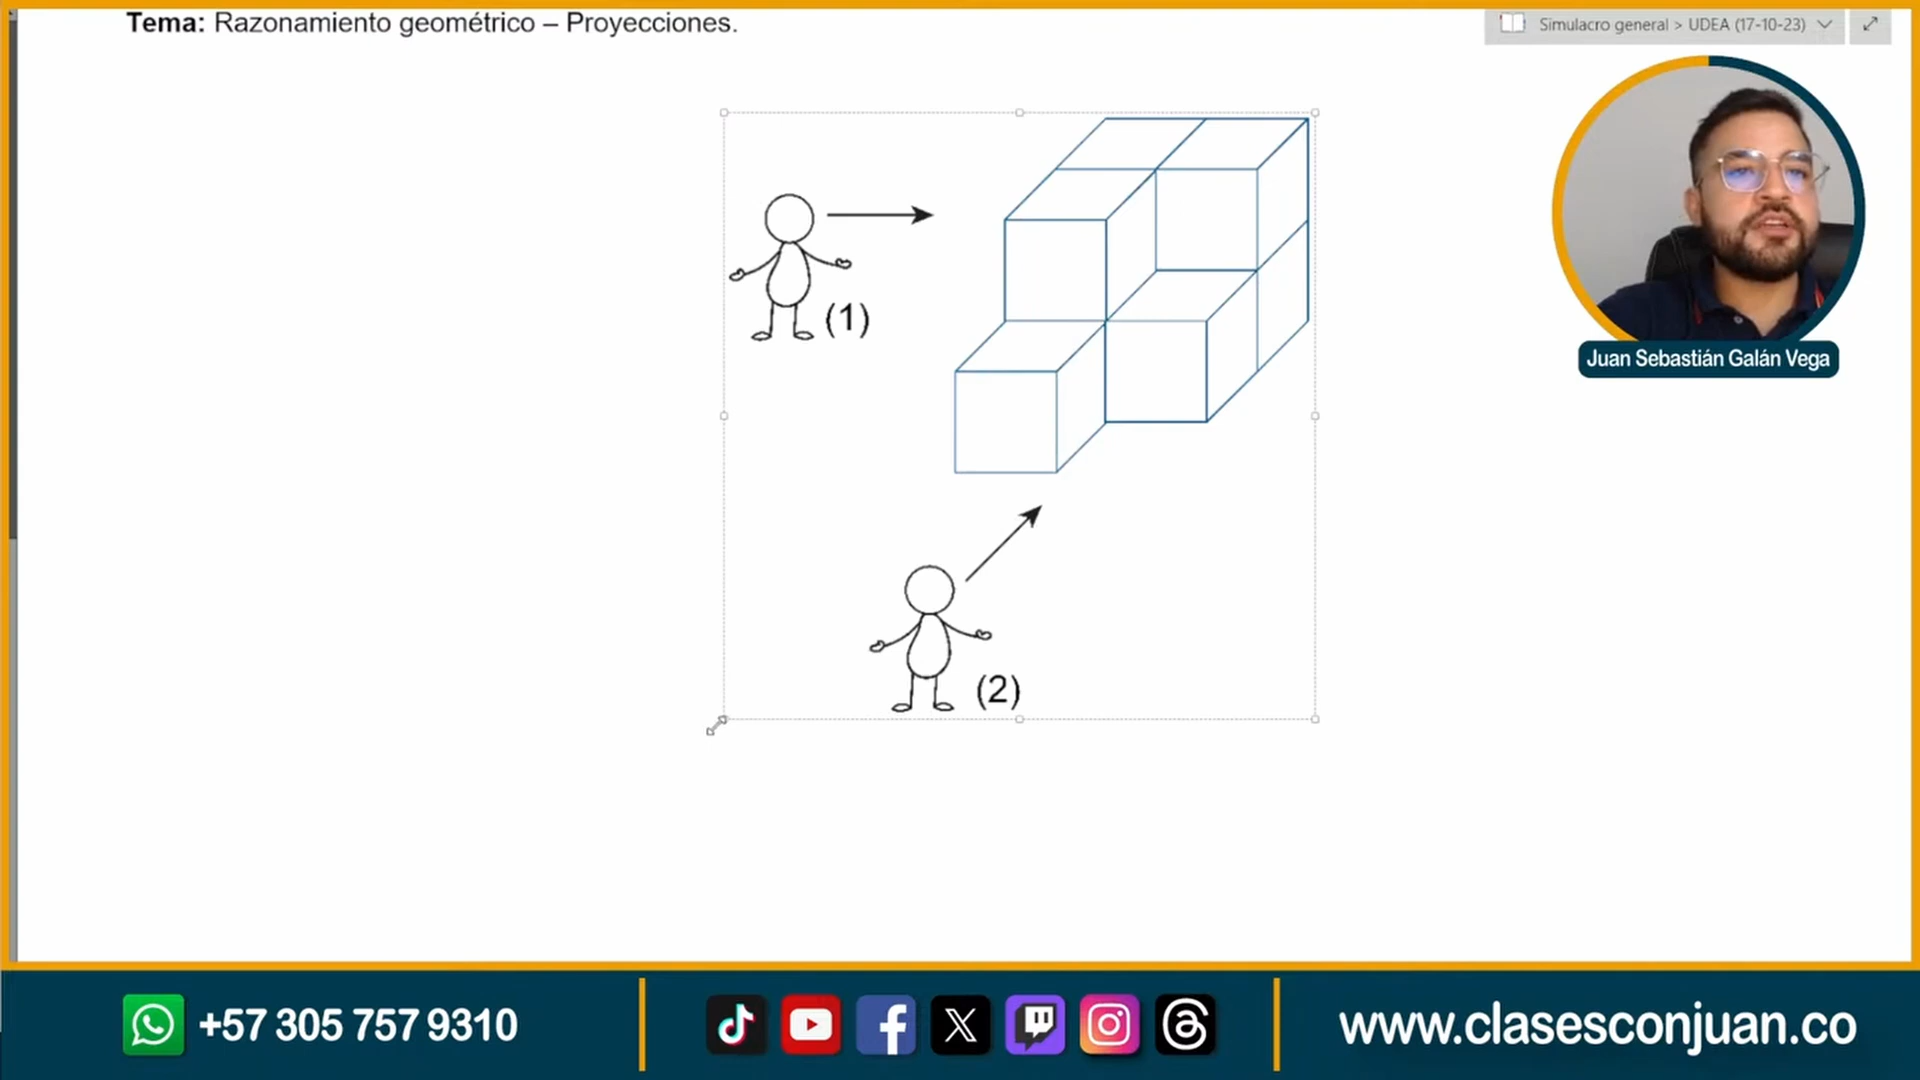 Tema: Razonamiento geométrico – Proyecciones.
Simulacro general > UDEA (17-10-23)
(1)
Juan Sebastián Galán Vega
(2)
+57 305 757 9310
www.clasesconjuan.co